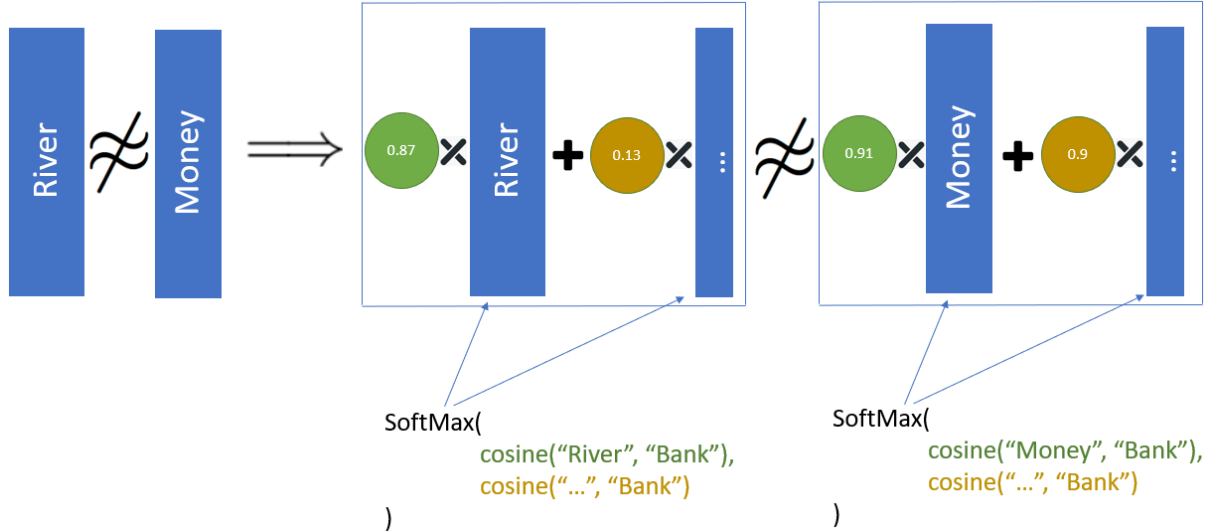 River
≉
Money
⟹
0.87
×
River
+
0.13
×
...
≉
0.91
×
Money
+
0.9
×
...
SoftMax(
cosine(“River”, “Bank”),
cosine(“...”, “Bank”)
)
SoftMax(
cosine(“Money”, “Bank”),
cosine(“...”, “Bank”)
)